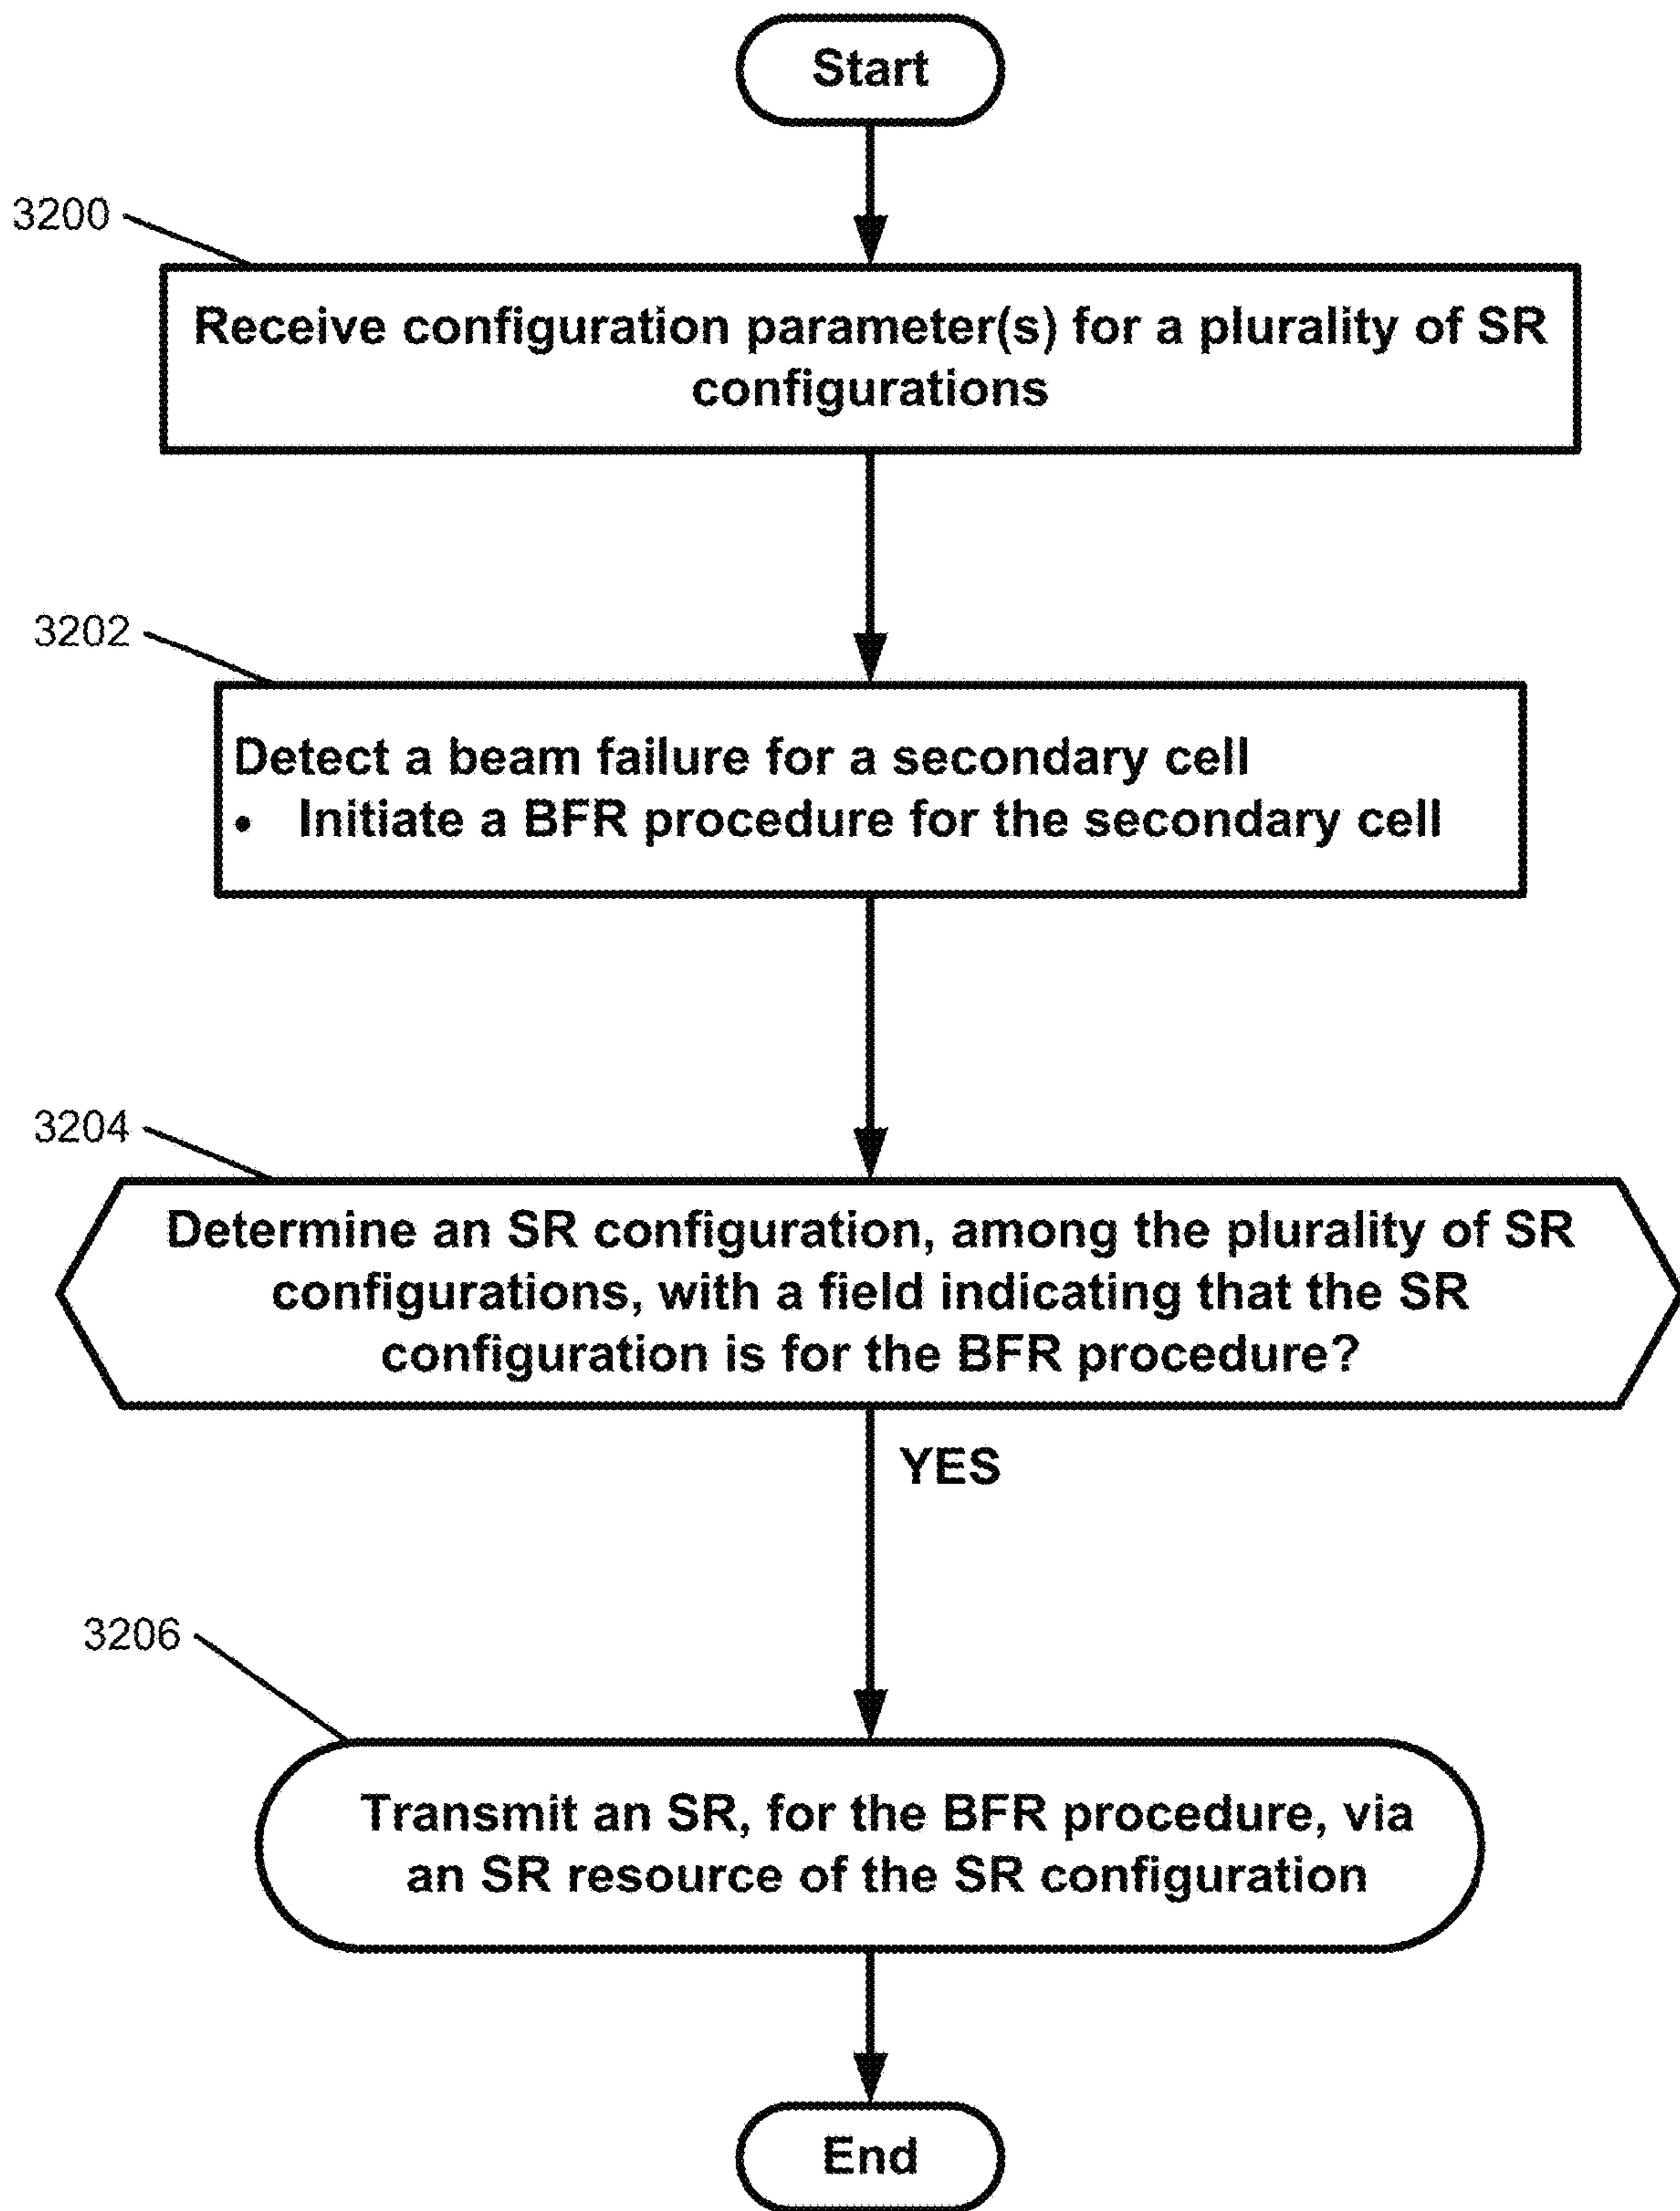 Start
3200
Receive configuration parameter(s) for a plurality of SR
configurations
3202
Detect a beam failure for a secondary cell
• Initiate a BFR procedure for the secondary cell
3204
Determine an SR configuration, among the plurality of SR
configurations, with a field indicating that the SR
configuration is for the BFR procedure?
YES
3206
Transmit an SR, for the BFR procedure, via
an SR resource of the SR configuration
End